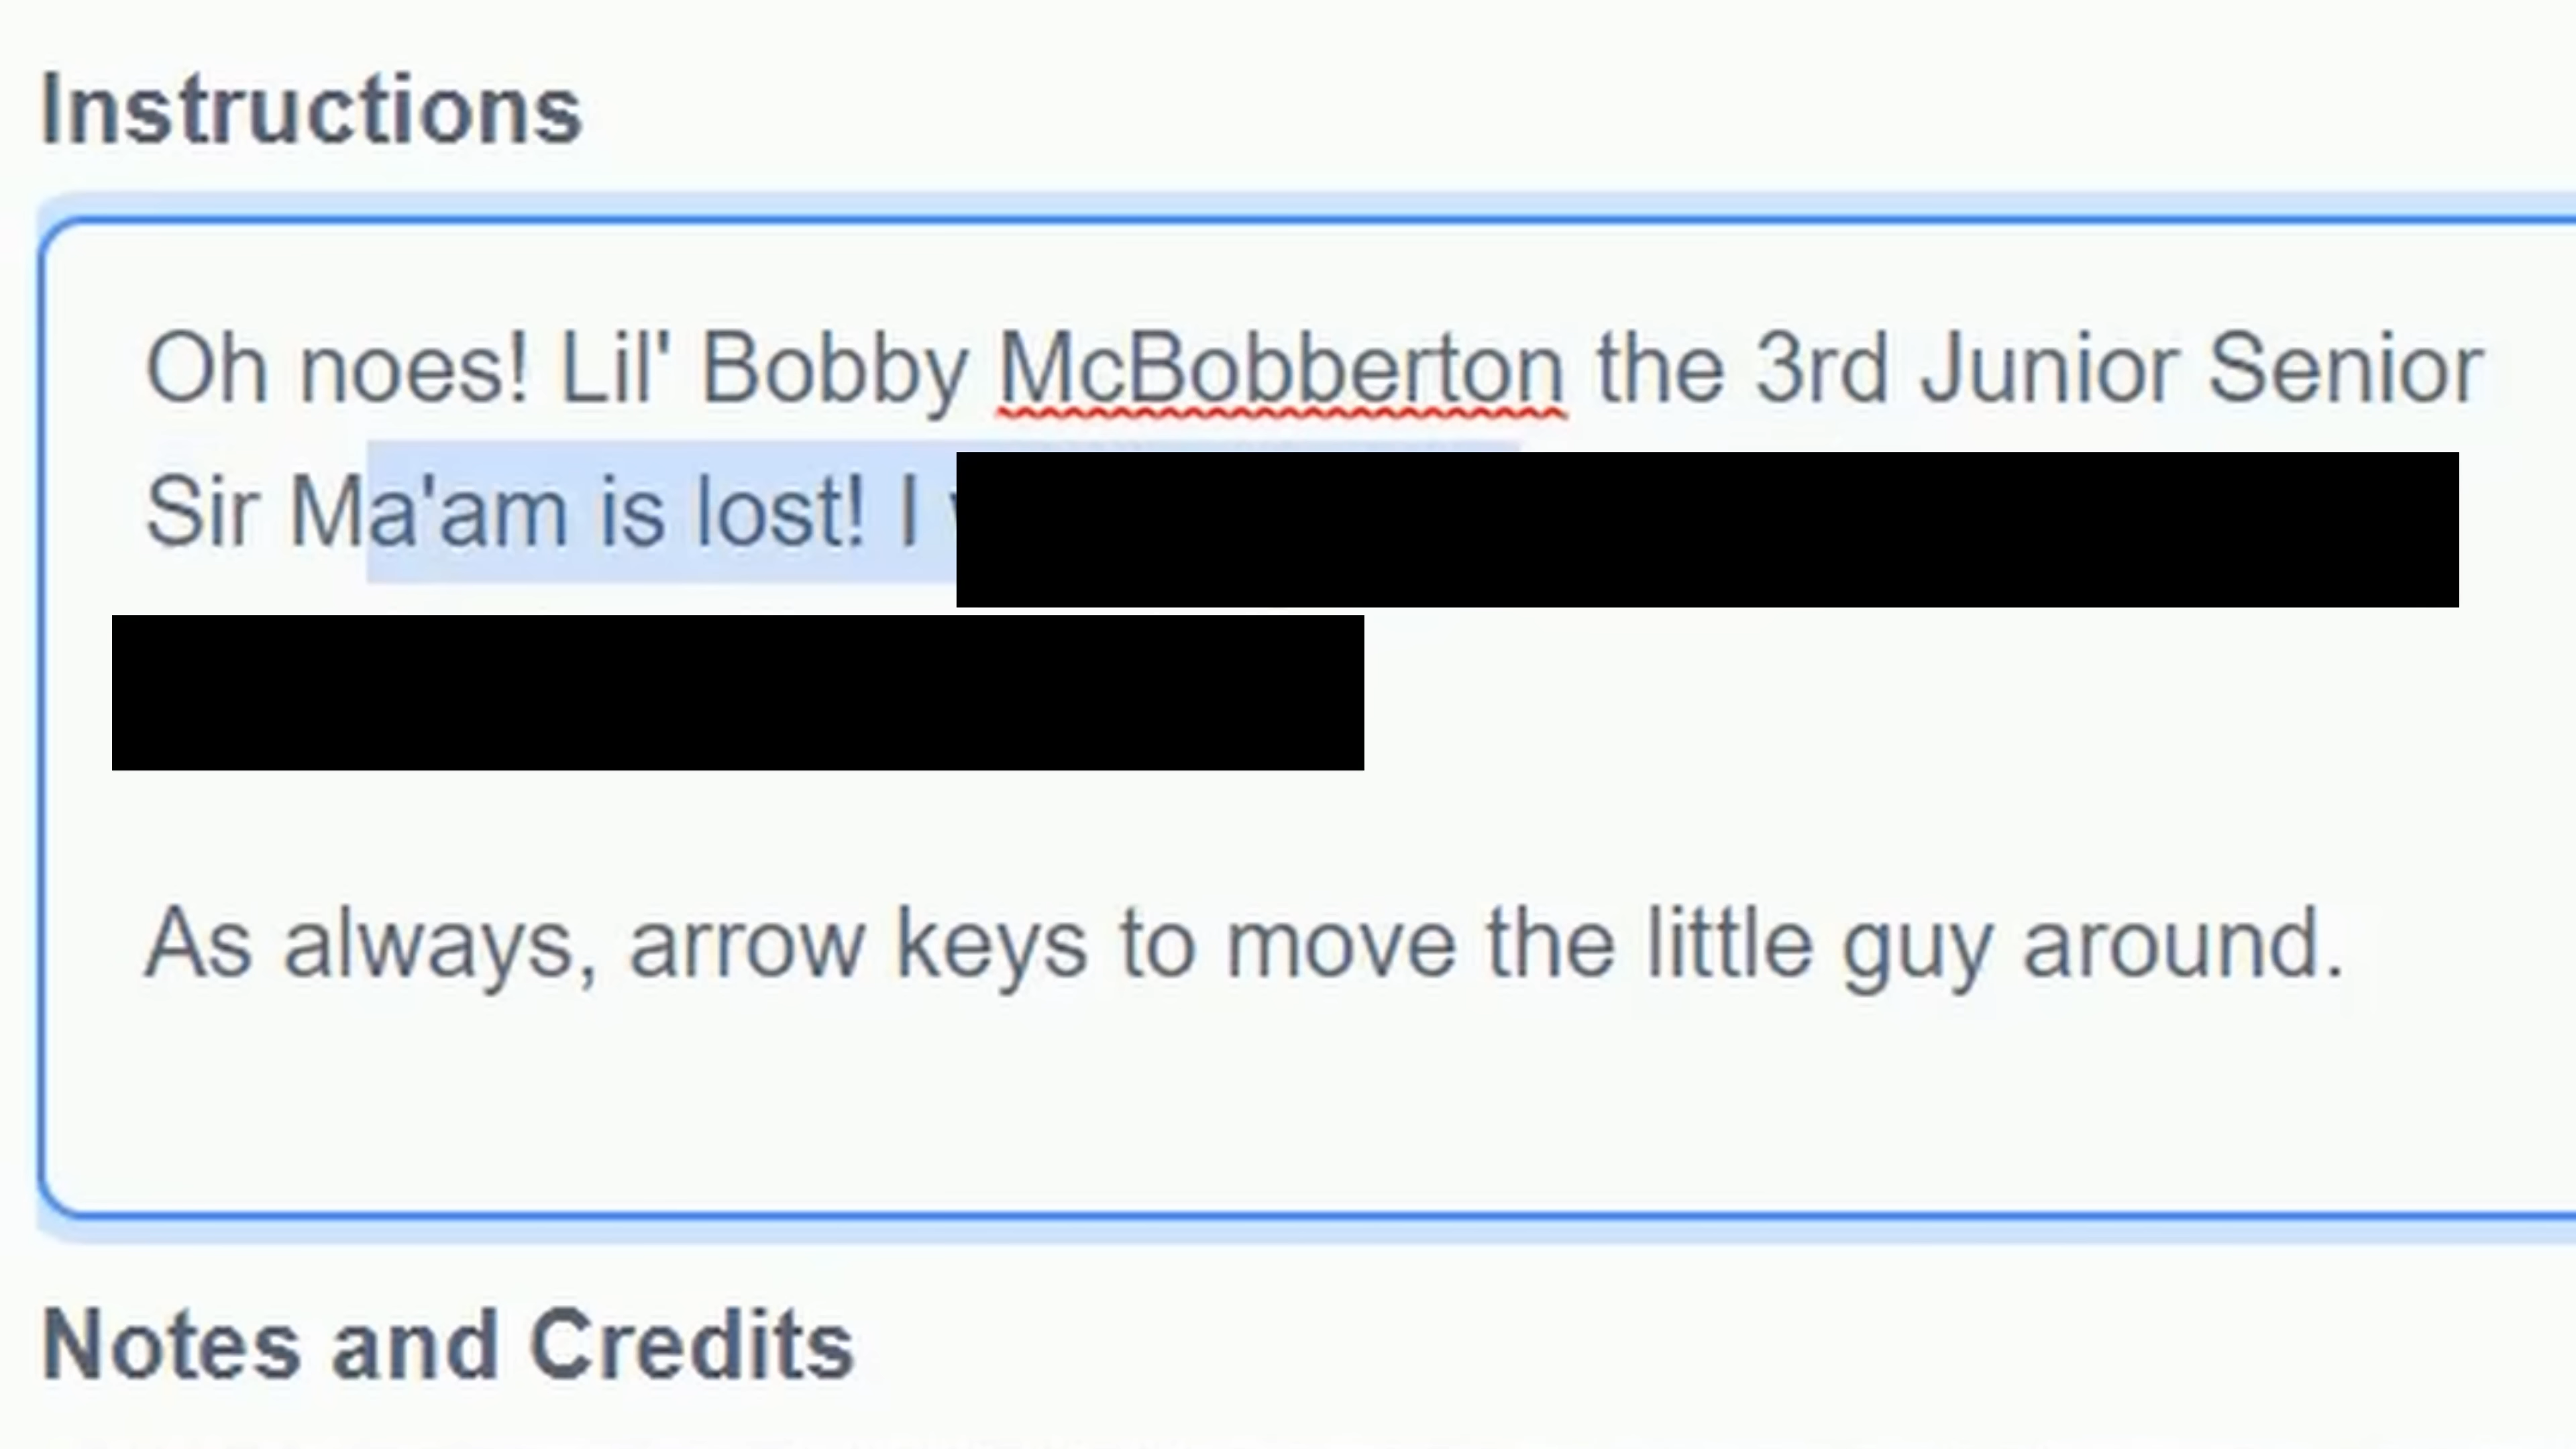 Instructions
Oh noes! Lil' Bobby McBobberton the 3rd Junior Senior
Sir Ma'am is lost! I
As always, arrow keys to move the little guy around.
Notes and Credits